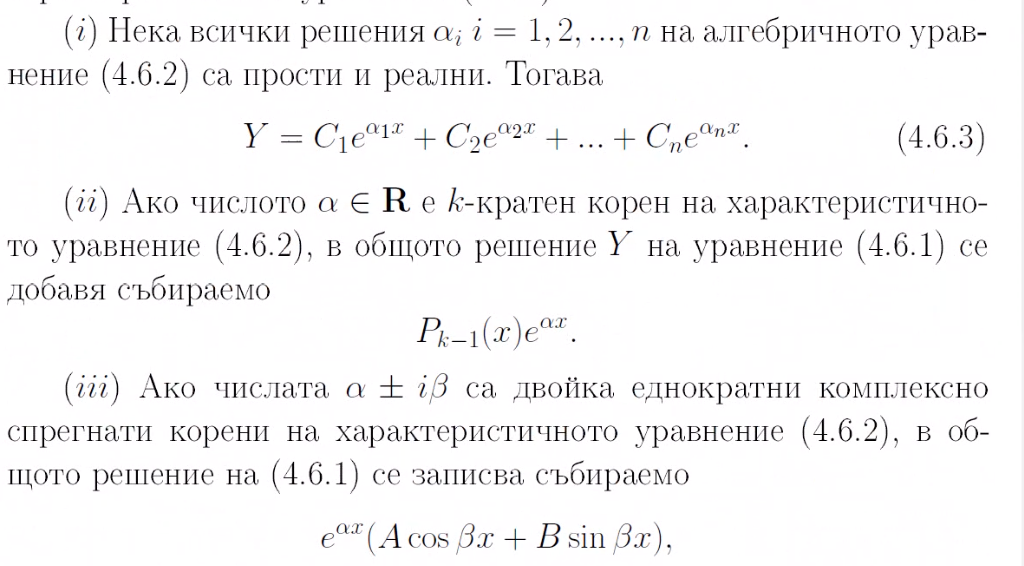 (i) Нека всички решения αᵢ i = 1, 2, ..., n на алгебричното урав-
нение (4.6.2) са прости и реални. Тогава
Y = C₁e^{α₁x} + C₂e^{α₂x} + ... + Cₙe^{αₙx}. (4.6.3)
(ii) Ако числото α ∈ R е k-кратен корен на характеристично-
то уравнение (4.6.2), в общото решение Y на уравнение (4.6.1) се
добавя събираемо
P_{k−1}(x)e^{αx}.
(iii) Ако числата α ± iβ са двойка еднократни комплексно
спрегнати корени на характеристичното уравнение (4.6.2), в об-
щото решение на (4.6.1) се записва събираемо
e^{αx}(A cos βx + B sin βx),